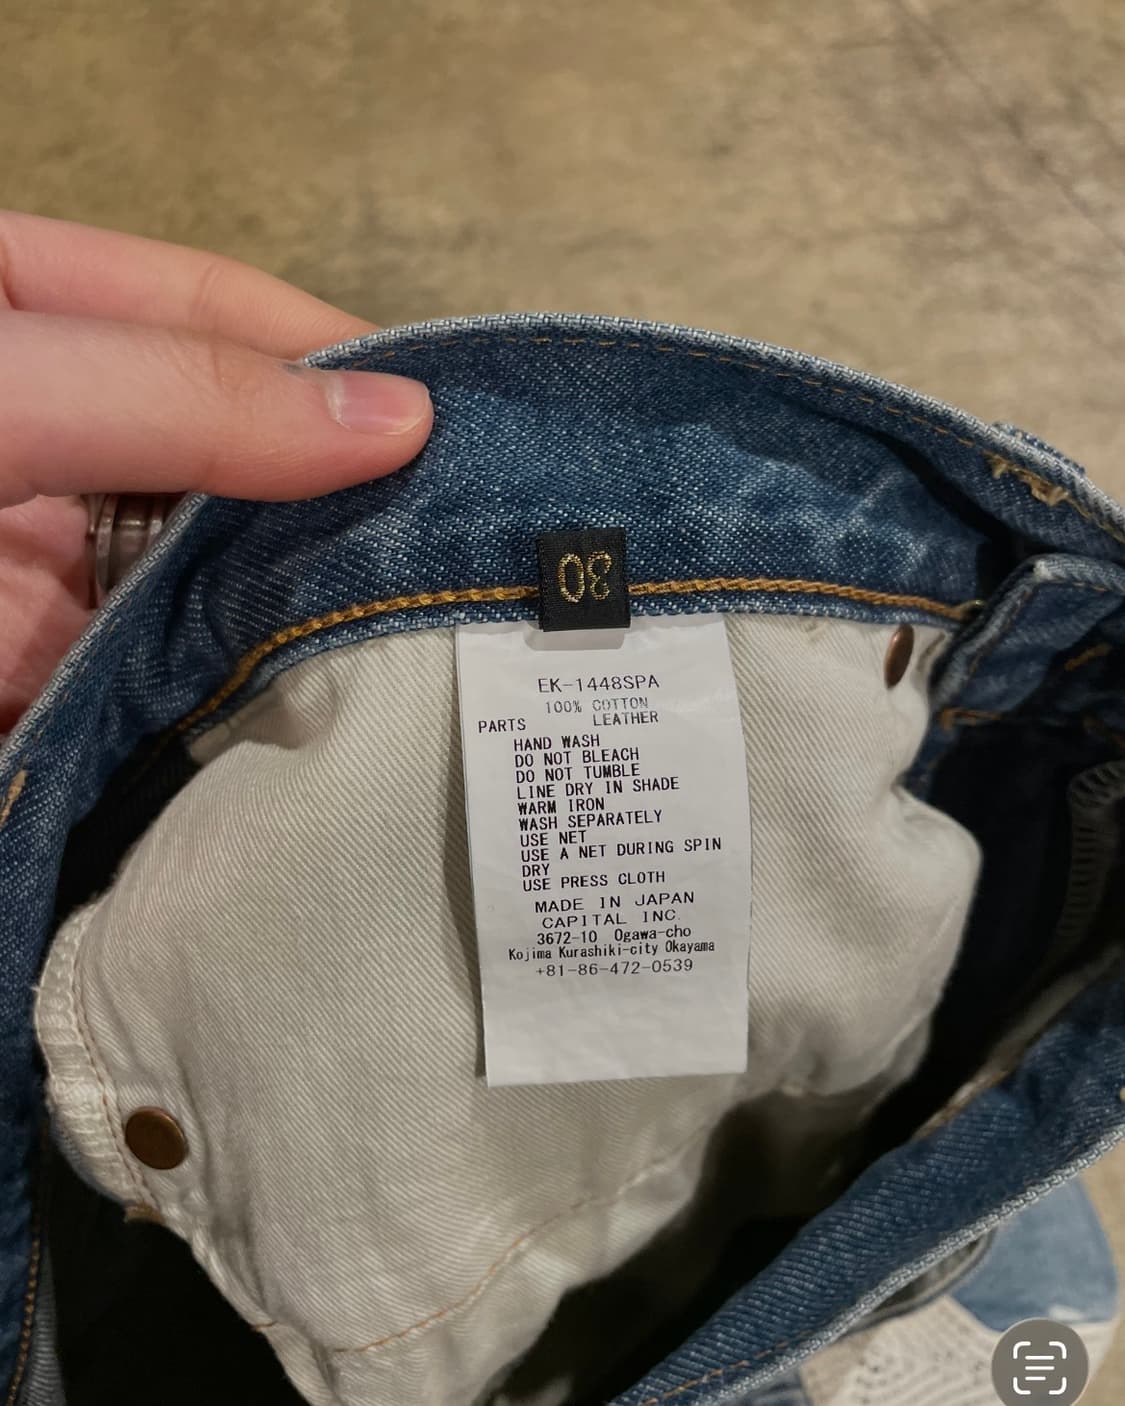 30
EK-1448SPA
100% COTTON
PARTS LEATHER
HAND WASH
DO NOT BLEACH
DO NOT TUMBLE
LINE DRY IN SHADE
WARM IRON
WASH SEPARATELY
USE NET
USE A NET DURING SPIN
DRY
USE PRESS CLOTH
MADE IN JAPAN
CAPITAL INC.
3672-10 Ogawa-cho
Kojima Kurashiki-city Okayama
+81-86-472-0539